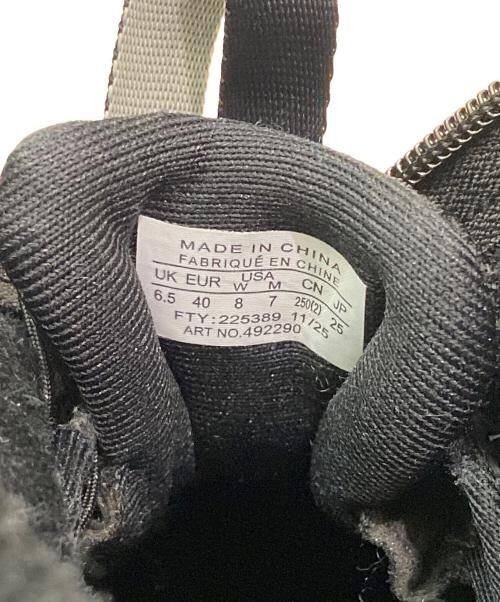 MADE IN CHINA
FABRIQUÉ EN CHINE
UK EUR USA W M CN JP
6.5 40 8 7 250(2) 25
FTY: 225389 11/25
ART NO.492290